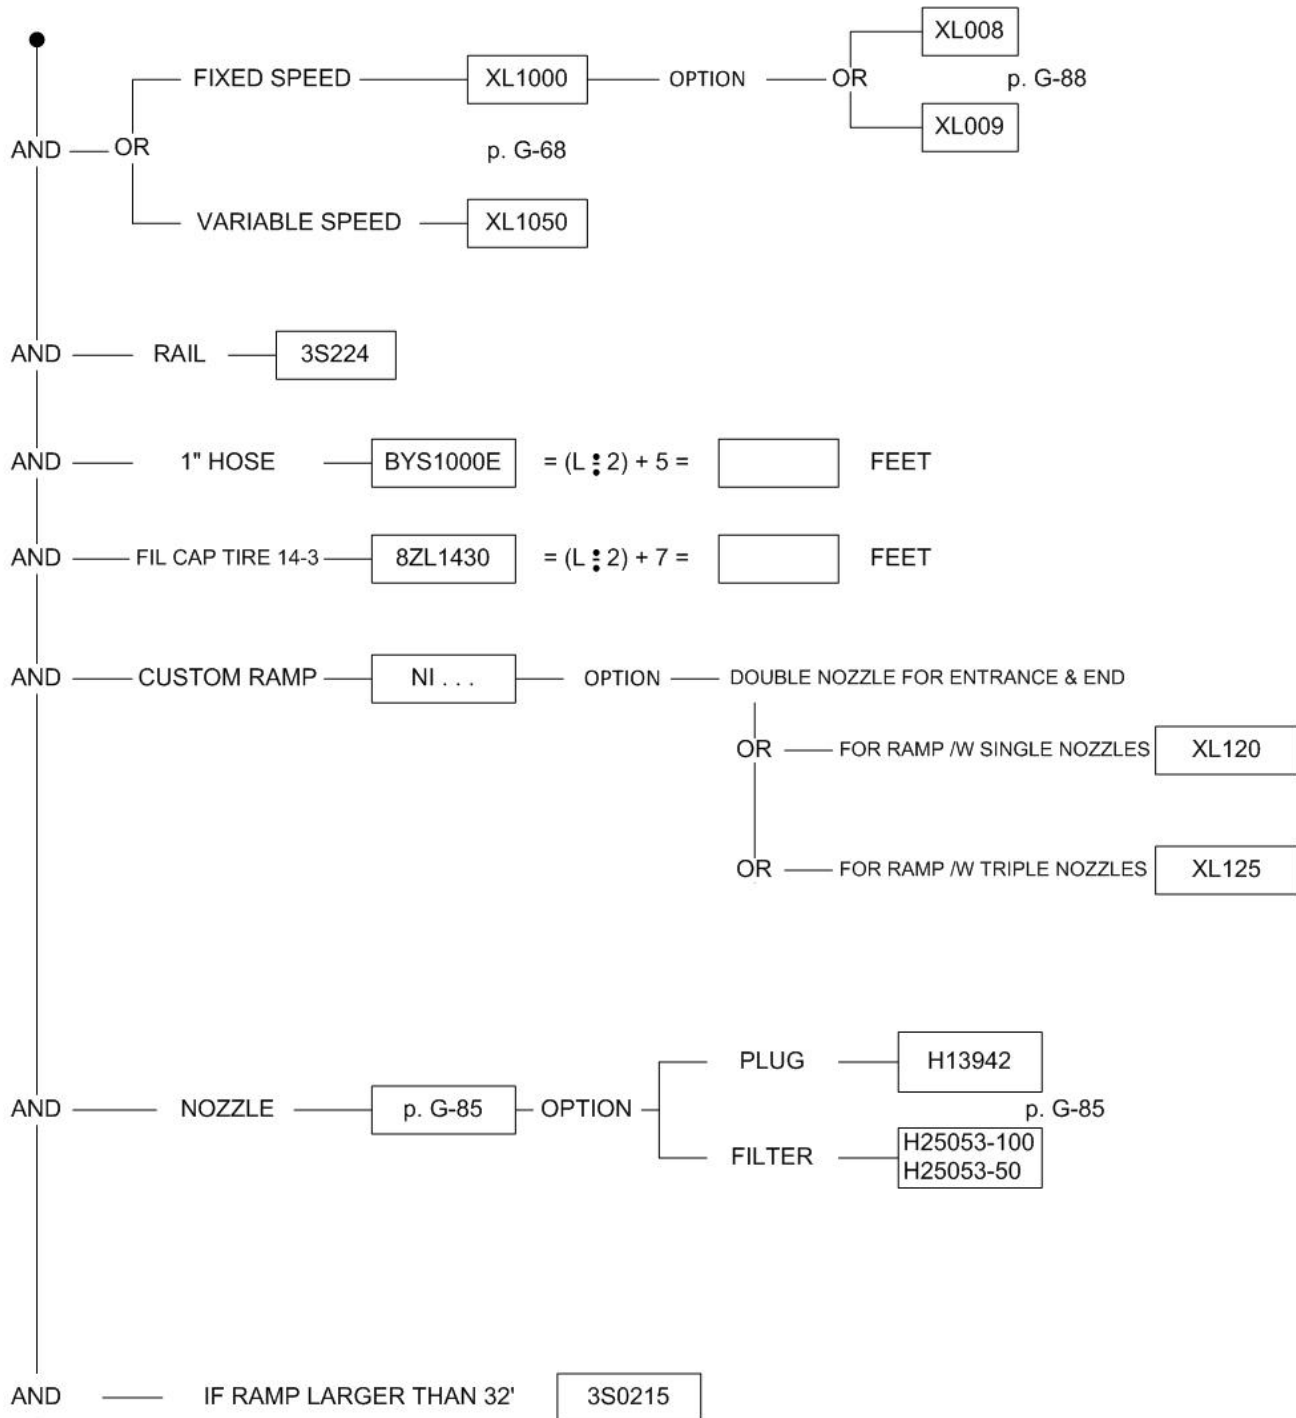 XL008
FIXED SPEED XL1000 OPTION OR p. G-88
XL009
AND OR p. G-68
VARIABLE SPEED XL1050
AND RAIL 3S224
AND 1" HOSE BYS1000E = (L ÷ 2) + 5 = FEET
AND FIL CAP TIRE 14-3 8ZL1430 = (L ÷ 2) + 7 = FEET
AND CUSTOM RAMP NI . . . OPTION DOUBLE NOZZLE FOR ENTRANCE & END
OR FOR RAMP /W SINGLE NOZZLES XL120
OR FOR RAMP /W TRIPLE NOZZLES XL125
PLUG H13942
AND NOZZLE p. G-85 OPTION p. G-85
FILTER H25053-100
H25053-50
AND IF RAMP LARGER THAN 32' 3S0215